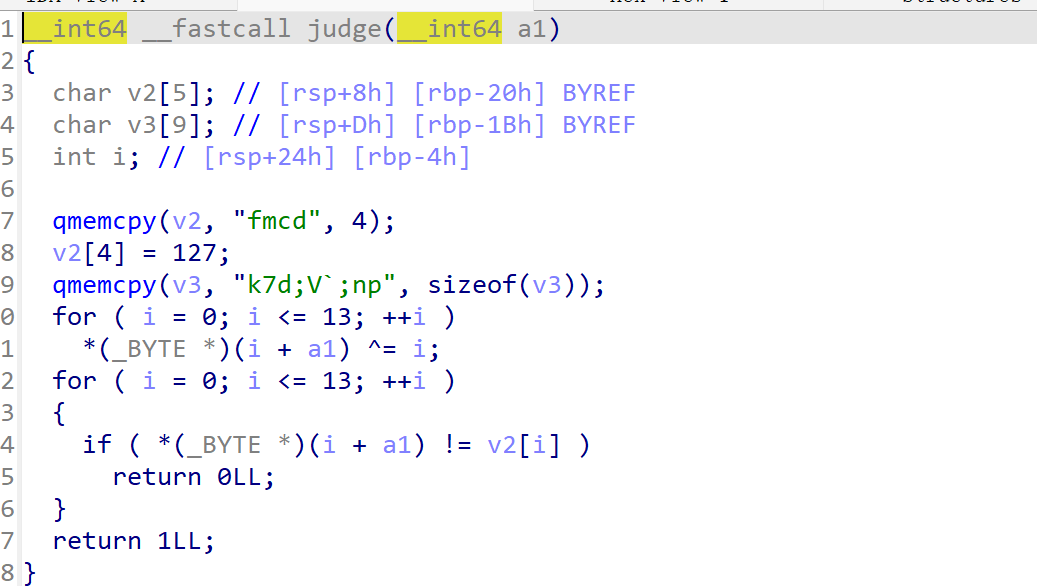 1 __int64 __fastcall judge(__int64 a1)
2 {
3   char v2[5]; // [rsp+8h] [rbp-20h] BYREF
4   char v3[9]; // [rsp+Dh] [rbp-1Bh] BYREF
5   int i; // [rsp+24h] [rbp-4h]
6
7   qmemcpy(v2, "fmcd", 4);
8   v2[4] = 127;
9   qmemcpy(v3, "k7d;V`;np", sizeof(v3));
0   for ( i = 0; i <= 13; ++i )
1     *(_BYTE *)(i + a1) ^= i;
2   for ( i = 0; i <= 13; ++i )
3   {
4     if ( *(_BYTE *)(i + a1) != v2[i] )
5       return 0LL;
6   }
7   return 1LL;
8 }